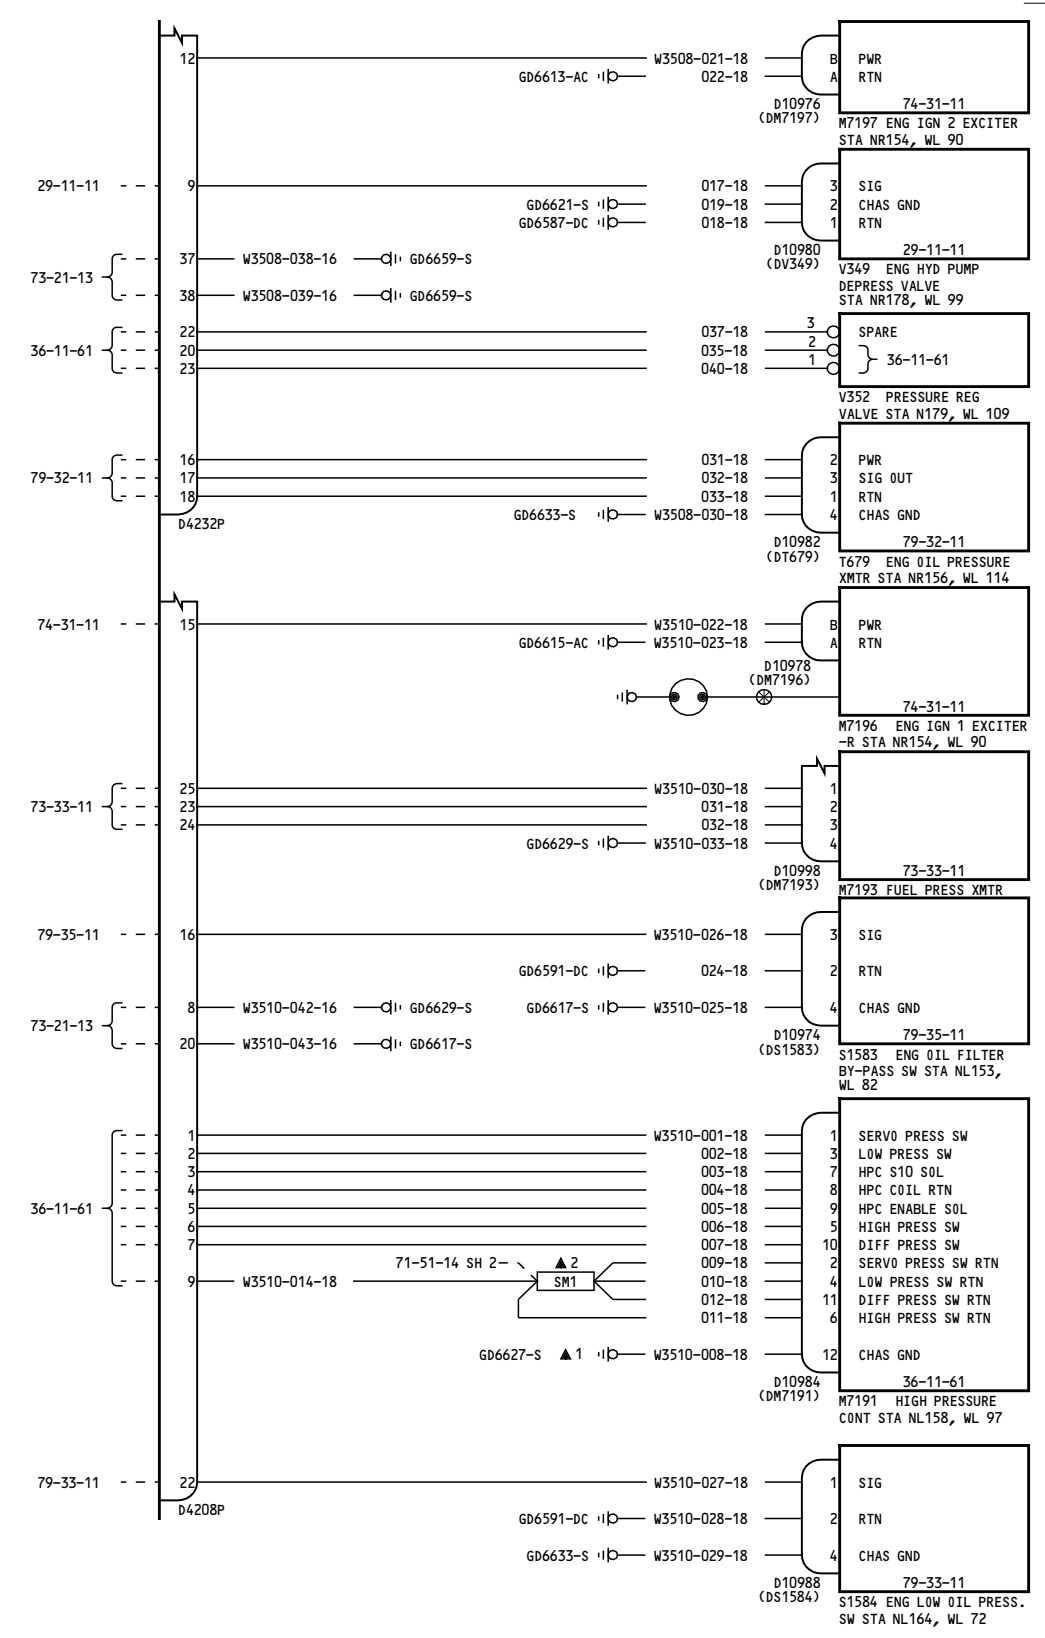 12 W3508-021-18 B PWR
GD6613-AC 022-18 A RTN
D10976
(DM7197)
74-31-11
M7197 ENG IGN 2 EXCITER
STA NR154, WL 90
29-11-11 9 017-18 3 SIG
GD6621-S 019-18 2 CHAS GND
GD6587-DC 018-18 1 RTN
D10980
(DV349)
29-11-11
V349 ENG HYD PUMP
DEPRESS VALVE
STA NR178, WL 99
73-21-13
37 W3508-038-16 GD6659-S
38 W3508-039-16 GD6659-S
36-11-61
22 037-18 3 SPARE
20 035-18 2
23 040-18 1
36-11-61
V352 PRESSURE REG
VALVE STA N179, WL 109
79-32-11
16 031-18 2 PWR
17 032-18 3 SIG OUT
18 033-18 1 RTN
GD6633-S W3508-030-18 4 CHAS GND
D4232P
D10982
(DT679)
79-32-11
T679 ENG OIL PRESSURE
XMTR STA NR156, WL 114
74-31-11 15 W3510-022-18 B PWR
GD6615-AC W3510-023-18 A RTN
D10978
(DM7196)
74-31-11
M7196 ENG IGN 1 EXCITER
-R STA NR154, WL 90
73-33-11
25 W3510-030-18 1
23 031-18 2
24 032-18 3
GD6629-S W3510-033-18 4
D10998
(DM7193)
73-33-11
M7193 FUEL PRESS XMTR
79-35-11 16 W3510-026-18 3 SIG
GD6591-DC 024-18 2 RTN
73-21-13
8 W3510-042-16 GD6629-S GD6617-S W3510-025-18 4 CHAS GND
20 W3510-043-16 GD6617-S
D10974
(DS1583)
79-35-11
S1583 ENG OIL FILTER
BY-PASS SW STA NL153,
WL 82
36-11-61
1 W3510-001-18 1 SERVO PRESS SW
2 002-18 3 LOW PRESS SW
3 003-18 7 HPC S10 SOL
4 004-18 8 HPC COIL RTN
5 005-18 9 HPC ENABLE SOL
6 006-18 5 HIGH PRESS SW
7 007-18 10 DIFF PRESS SW
71-51-14 SH 2 ▲ 2 009-18 2 SERVO PRESS SW RTN
9 W3510-014-18 SM1 010-18 4 LOW PRESS SW RTN
012-18 11 DIFF PRESS SW RTN
011-18 6 HIGH PRESS SW RTN
GD6627-S ▲ 1 W3510-008-18 12 CHAS GND
D10984
(DM7191)
36-11-61
M7191 HIGH PRESSURE
CONT STA NL158, WL 97
79-33-11 22 W3510-027-18 1 SIG
D4208P
GD6591-DC W3510-028-18 2 RTN
GD6633-S W3510-029-18 4 CHAS GND
D10988
(DS1584)
79-33-11
S1584 ENG LOW OIL PRESS.
SW STA NL164, WL 72